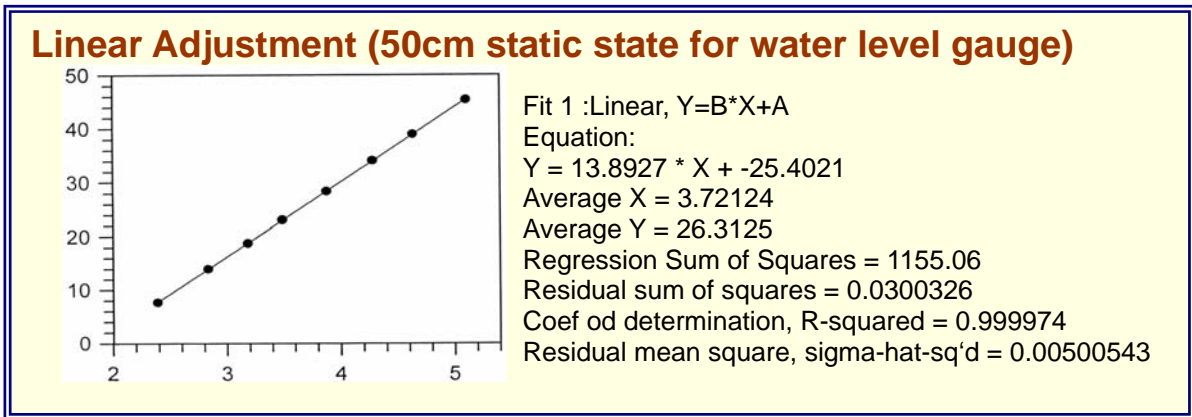 Linear Adjustment (50cm static state for water level gauge)
50
40
30
20
10
0
2 3 4 5
Fit 1 :Linear, Y=B*X+A
Equation:
Y = 13.8927 * X + -25.4021
Average X = 3.72124
Average Y = 26.3125
Regression Sum of Squares = 1155.06
Residual sum of squares = 0.0300326
Coef od determination, R-squared = 0.999974
Residual mean square, sigma-hat-sq‘d = 0.00500543